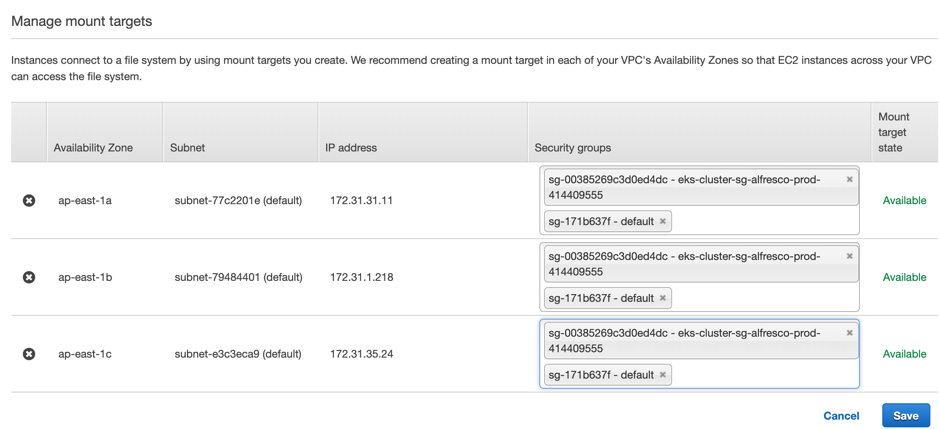 Manage mount targets
Instances connect to a file system by using mount targets you create. We recommend creating a mount target in each of your VPC's Availability Zones so that EC2 instances across your VPC
can access the file system.
Availability Zone Subnet IP address Security groups Mount target state
ap-east-1a subnet-77c2201e (default) 172.31.31.11 sg-00385269c3d0ed4dc - eks-cluster-sg-alfresco-prod-414409555 Available
sg-171b637f - default
ap-east-1b subnet-79484401 (default) 172.31.1.218 sg-00385269c3d0ed4dc - eks-cluster-sg-alfresco-prod-414409555 Available
sg-171b637f - default
ap-east-1c subnet-e3c3eca9 (default) 172.31.35.24 sg-00385269c3d0ed4dc - eks-cluster-sg-alfresco-prod-414409555 Available
sg-171b637f - default
Cancel Save